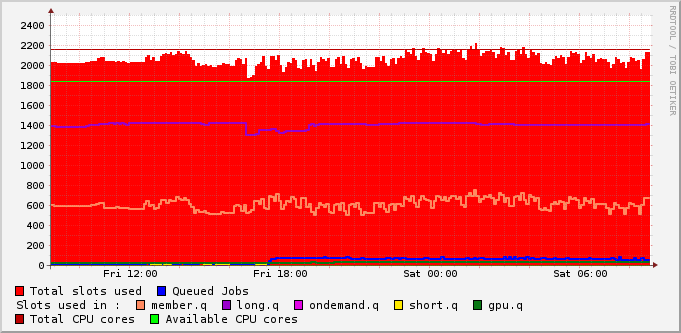 RRDTOOL / TOBI OETIKER
2400
2200
2000
1800
1600
1400
1200
1000
800
600
400
200
0
Fri 12:00 Fri 18:00 Sat 00:00 Sat 06:00
Total slots used Queued Jobs
Slots used in : member.q long.q ondemand.q short.q gpu.q
Total CPU cores Available CPU cores